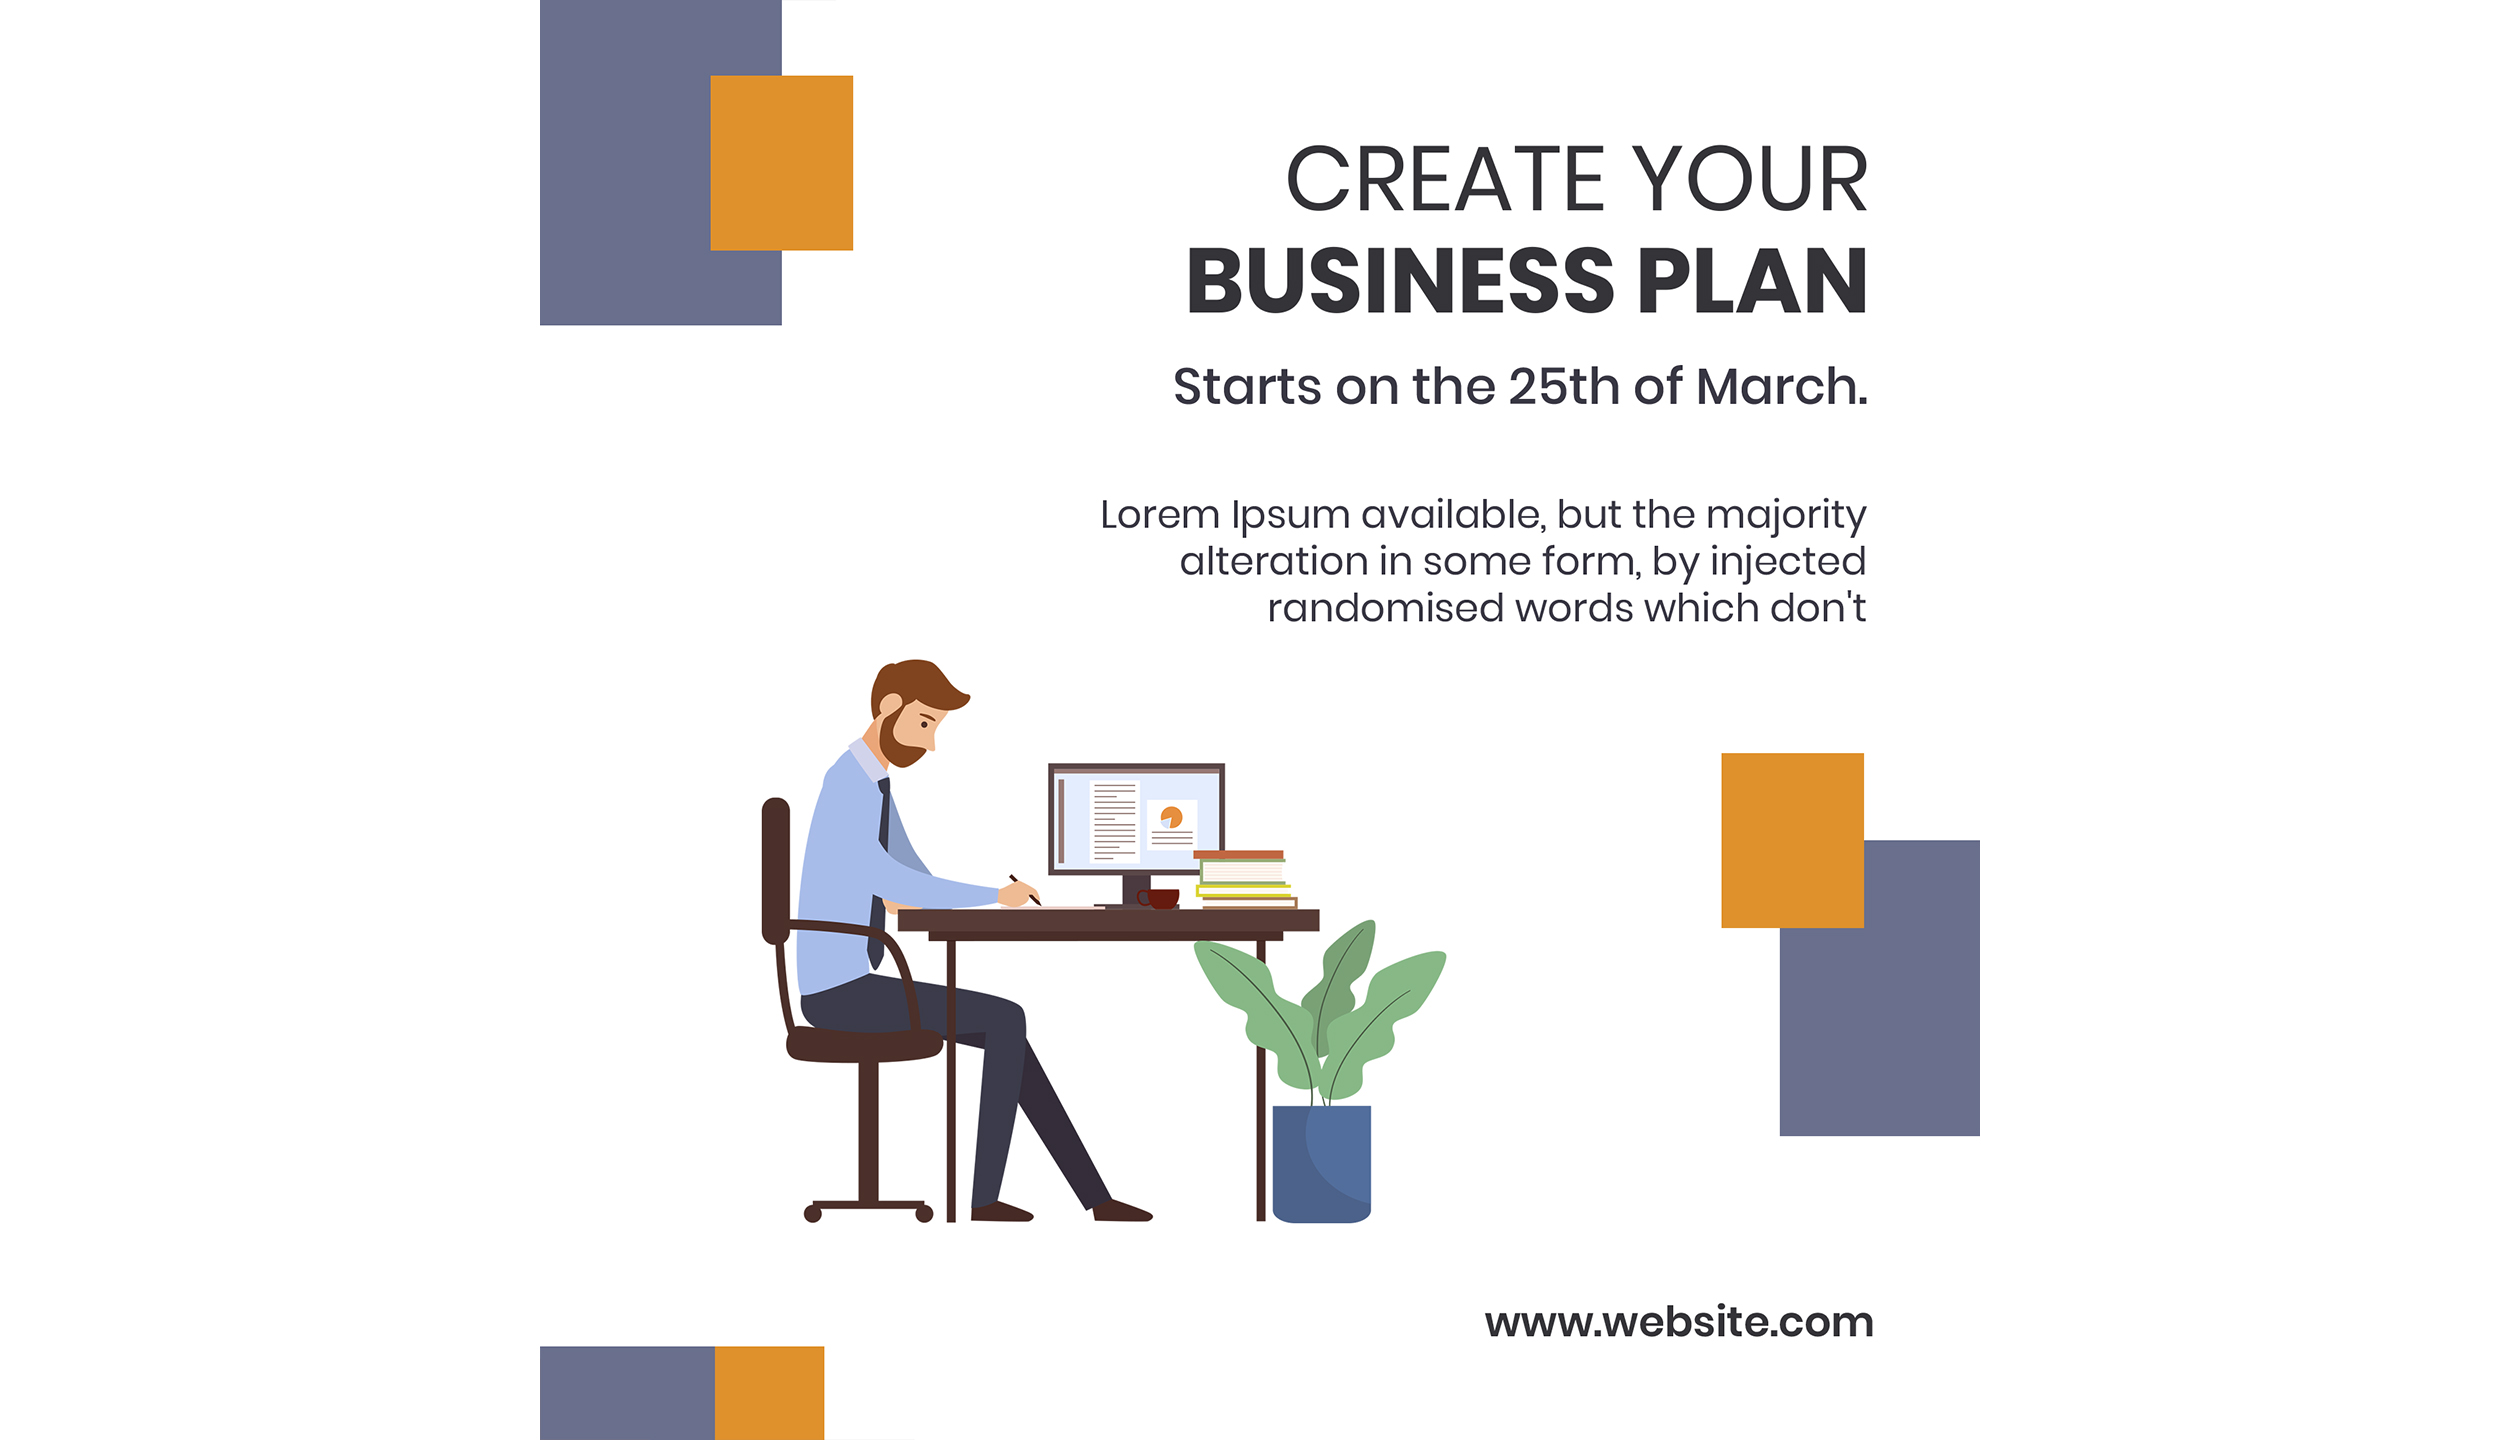 CREATE YOUR
BUSINESS PLAN
Starts on the 25th of March.
Lorem Ipsum available, but the majority
alteration in some form, by injected
randomised words which don't
www.website.com